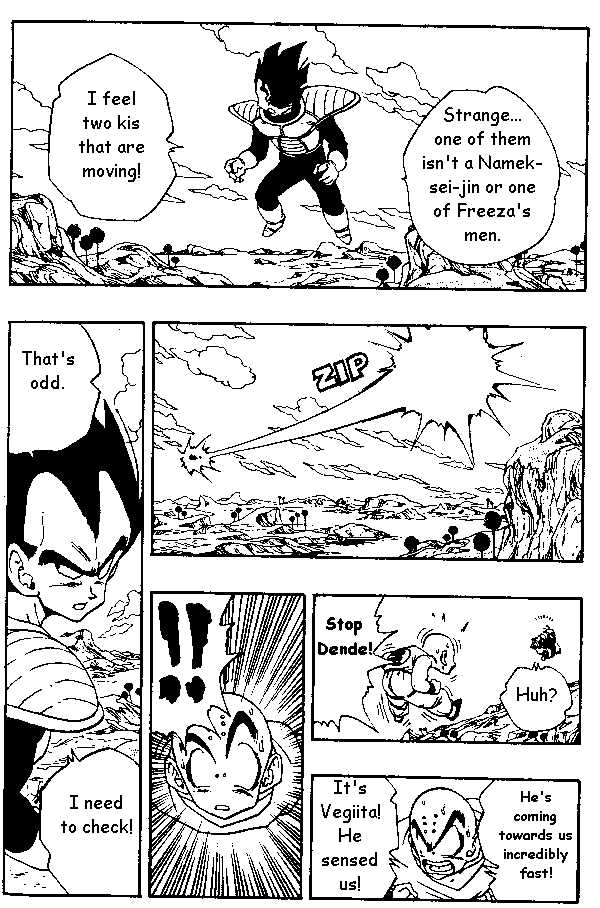 Strange...
one of them
isn't a Namek-
sei-jin or one
of Freeza's
men.
I feel
two kis
that are
moving!
ZIP
That's
odd.
I need
to check!
Stop
Dende!
Huh?
!!
He's
coming
towards us
incredibly
fast!
It's
Vegiita!
He
sensed
us!